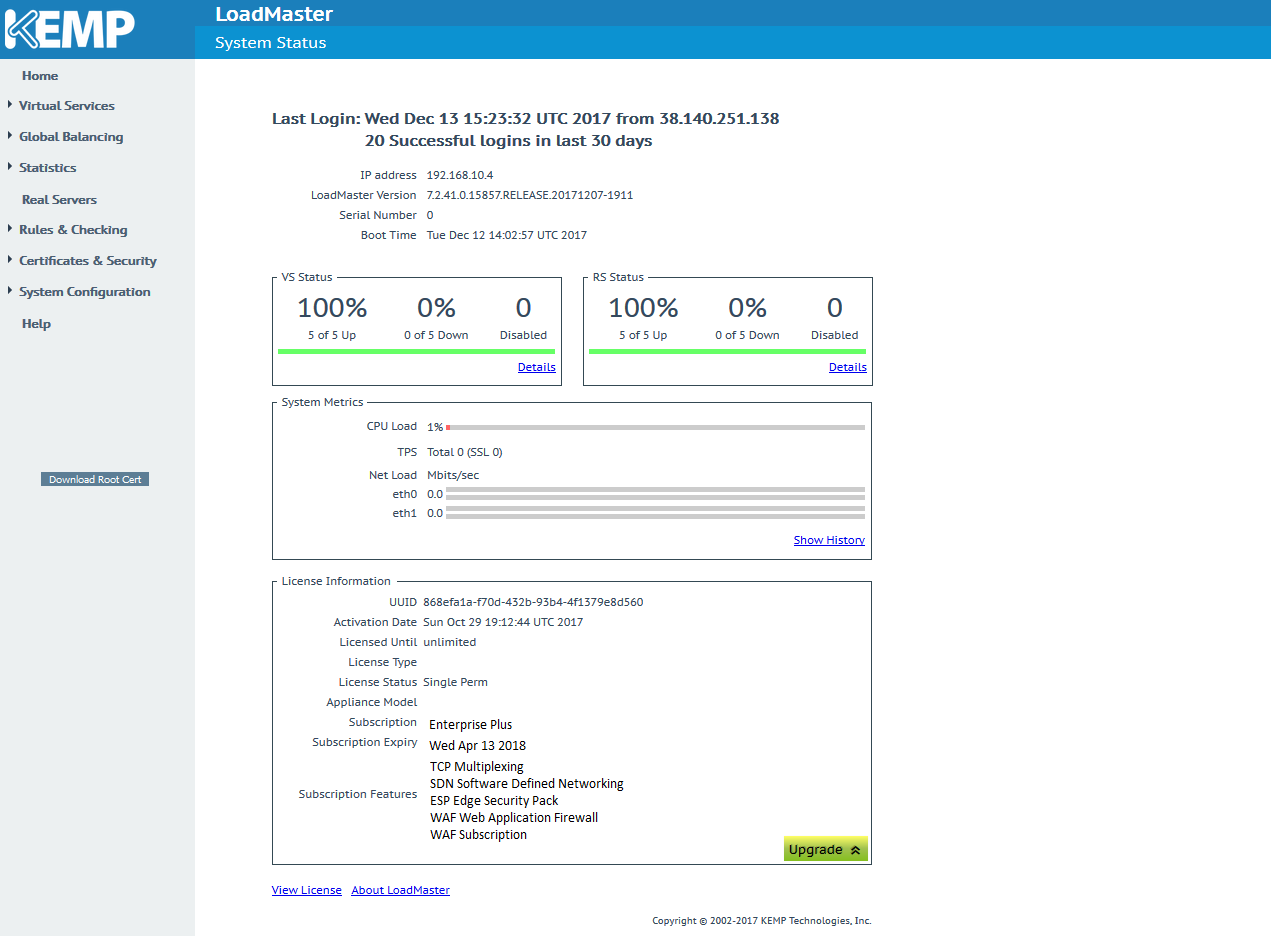 KEMP
LoadMaster
System Status
Home
Virtual Services
Global Balancing
Statistics
Real Servers
Rules & Checking
Certificates & Security
System Configuration
Help
Download Root Cert
Last Login: Wed Dec 13 15:23:32 UTC 2017 from 38.140.251.138
20 Successful logins in last 30 days
IP address 192.168.10.4
LoadMaster Version 7.2.41.0.15857.RELEASE.20171207-1911
Serial Number 0
Boot Time Tue Dec 12 14:02:57 UTC 2017
VS Status
100% 0% 0
5 of 5 Up 0 of 5 Down Disabled
Details
RS Status
100% 0% 0
5 of 5 Up 0 of 5 Down Disabled
Details
System Metrics
CPU Load 1%
TPS Total 0 (SSL 0)
Net Load Mbits/sec
eth0 0.0
eth1 0.0
Show History
License Information
UUID 868efa1a-f70d-432b-93b4-4f1379e8d560
Activation Date Sun Oct 29 19:12:44 UTC 2017
Licensed Until unlimited
License Type
License Status Single Perm
Appliance Model
Subscription Enterprise Plus
Subscription Expiry Wed Apr 13 2018
Subscription Features
TCP Multiplexing
SDN Software Defined Networking
ESP Edge Security Pack
WAF Web Application Firewall
WAF Subscription
Upgrade
View License About LoadMaster
Copyright © 2002-2017 KEMP Technologies, Inc.